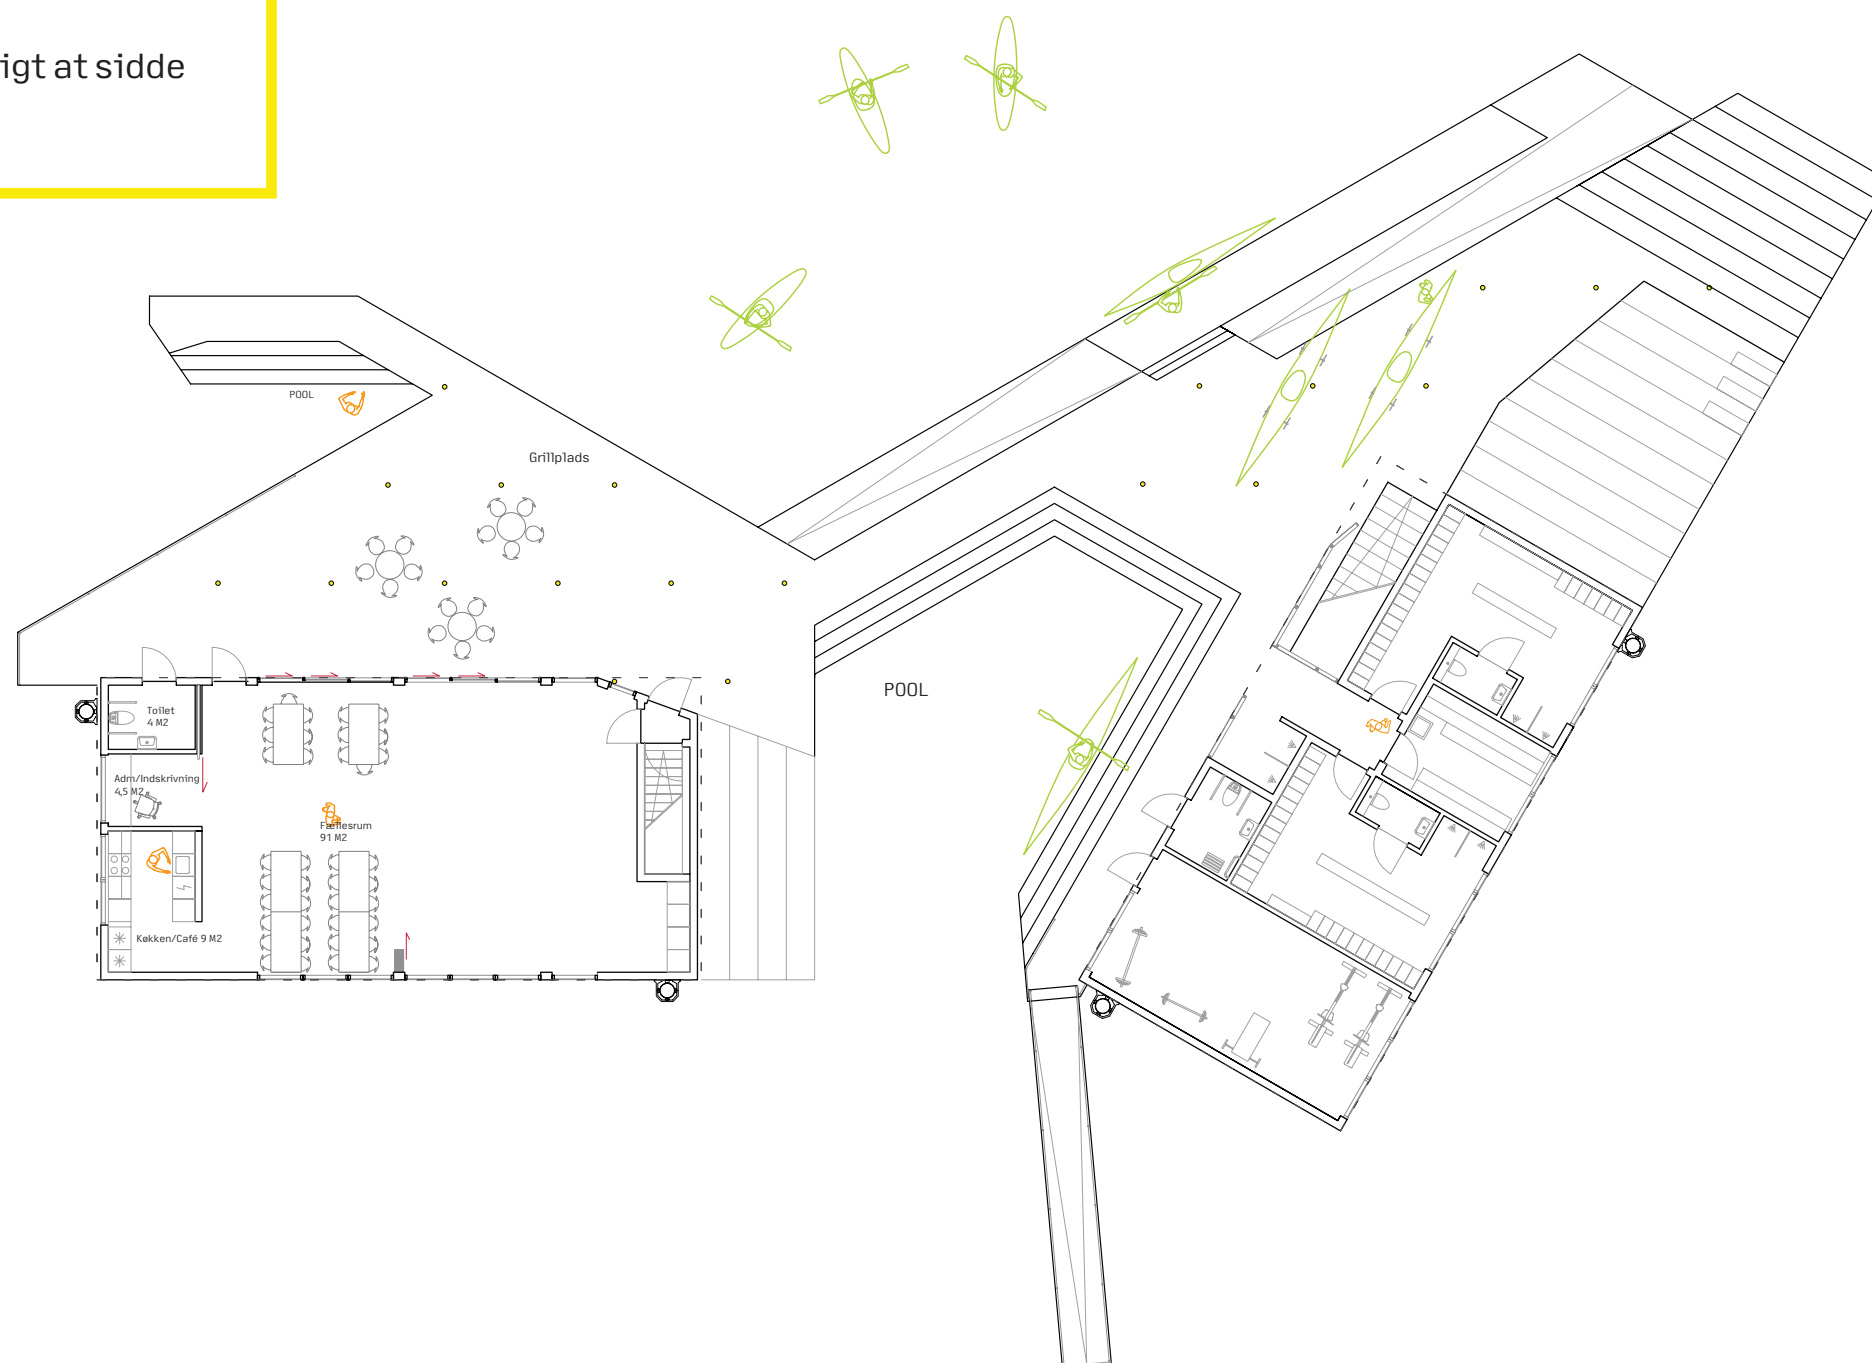 igt at sidde
POOL
Grillplads
POOL
Toilet
4 M2
Adm/Indskrivning
4,5 M2
Fællesrum
91 M2
Køkken/Café 9 M2